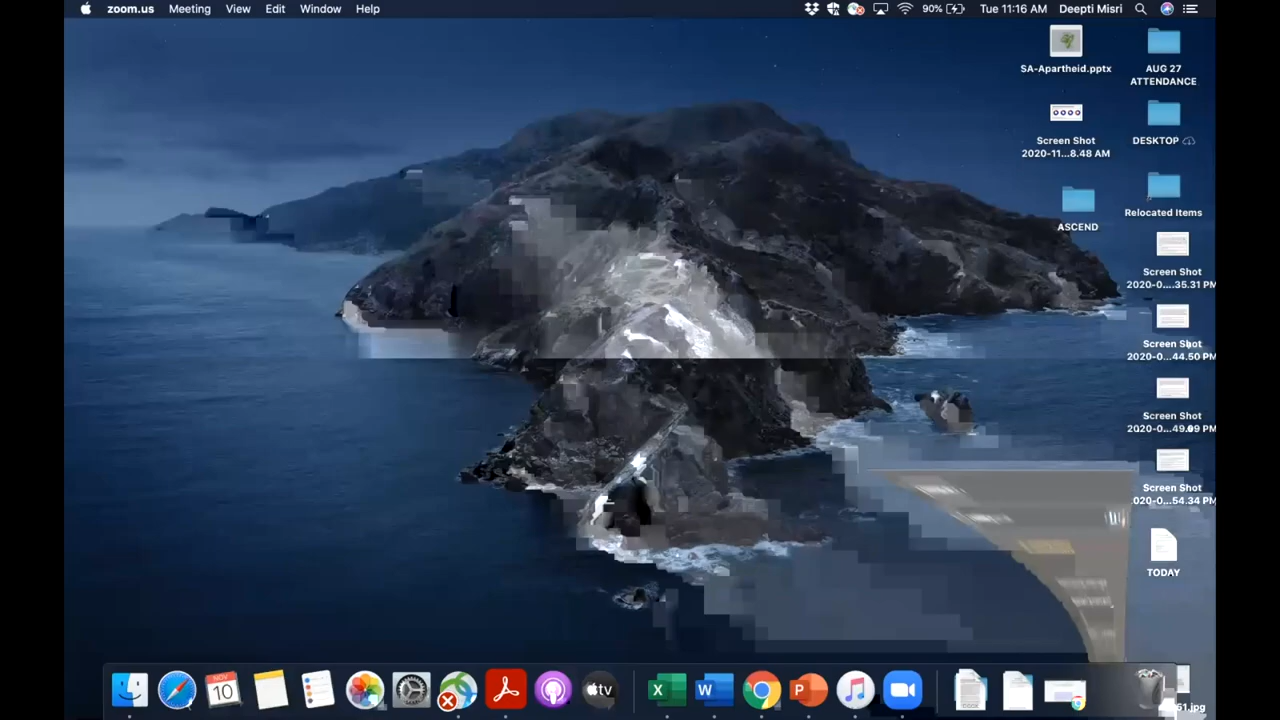 zoom.us Meeting View Edit Window Help 90% Tue 11:16 AM Deepti Misri
SA-Apartheid.pptx
AUG 27
ATTENDANCE
Screen Shot
2020-11...8.48 AM
DESKTOP
ASCEND
Relocated Items
Screen Shot
2020-0....35.31 PM
Screen Shot
2020-0...44.50 PM
Screen Shot
Screen Shot
TODAY
NOV
10
tv
X W P